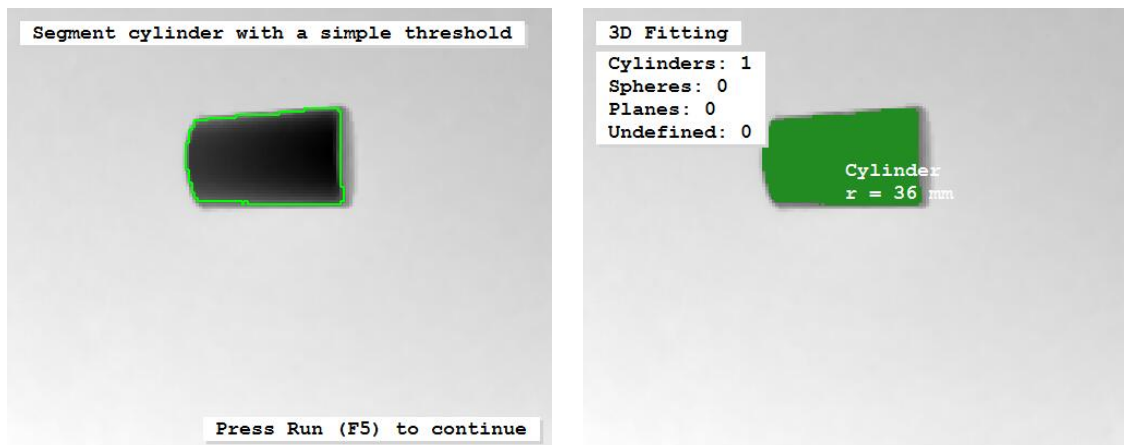 Segment cylinder with a simple threshold
Press Run (F5) to continue
3D Fitting
Cylinders: 1
Spheres: 0
Planes: 0
Undefined: 0
Cylinder
r = 36 mm